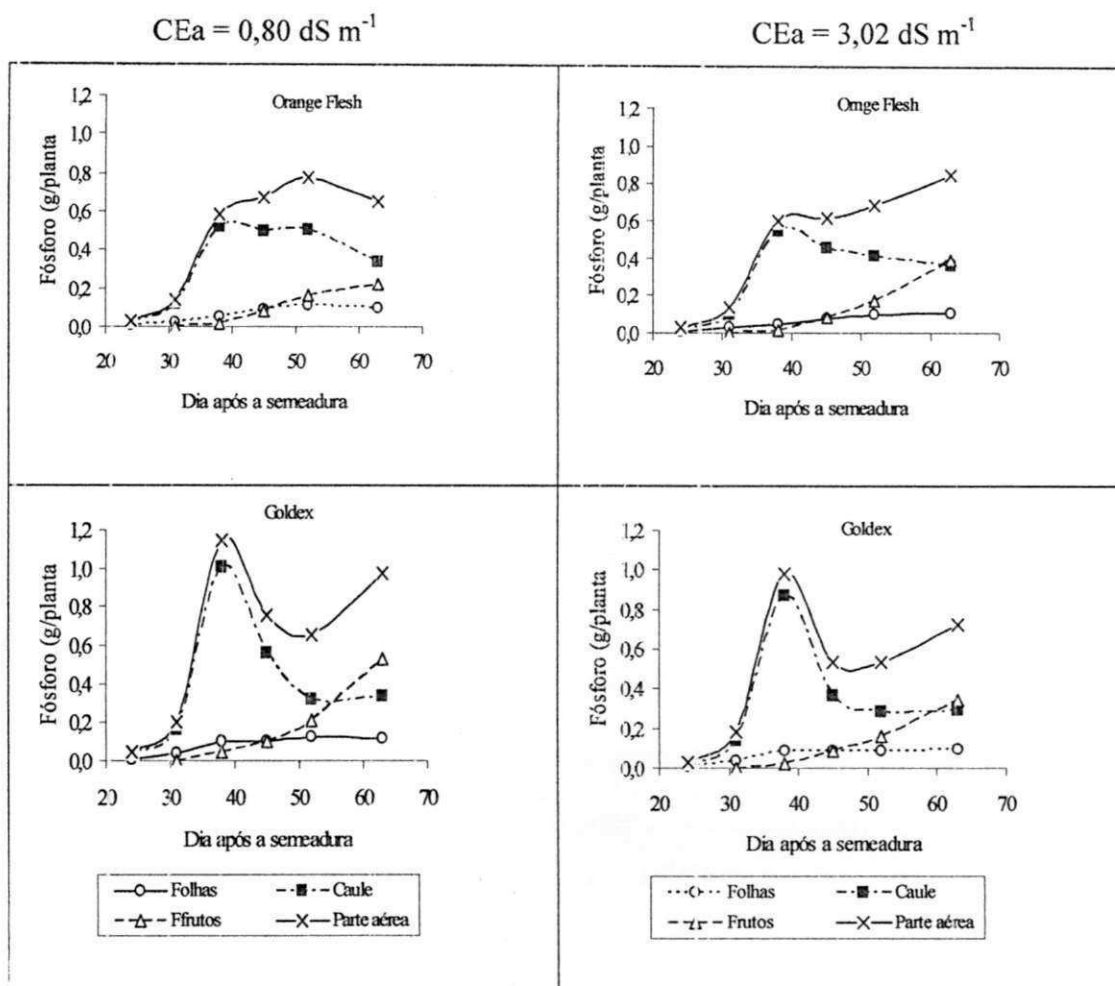 CEa = 0,80 dS m⁻¹
CEa = 3,02 dS m⁻¹
Orange Flesh
Fósforo (g/planta)
1,2
1,0
0,8
0,6
0,4
0,2
0,0
20 30 40 50 60 70
Dia após a semeadura
Ornge Flesh
Fósforo (g/planta)
1,2
1,0
0,8
0,6
0,4
0,2
0,0
20 30 40 50 60 70
Dia após a semeadura
Goldex
Fósforo (g/planta)
1,2
1,0
0,8
0,6
0,4
0,2
0,0
20 30 40 50 60 70
Dia após a semeadura
Folhas Caule
Ffrutos Parte aérea
Goldex
Fósforo (g/planta)
1,2
1,0
0,8
0,6
0,4
0,2
0,0
20 30 40 50 60 70
Dia após a semeadura
Folhas Caule
Frutos Parte aérea